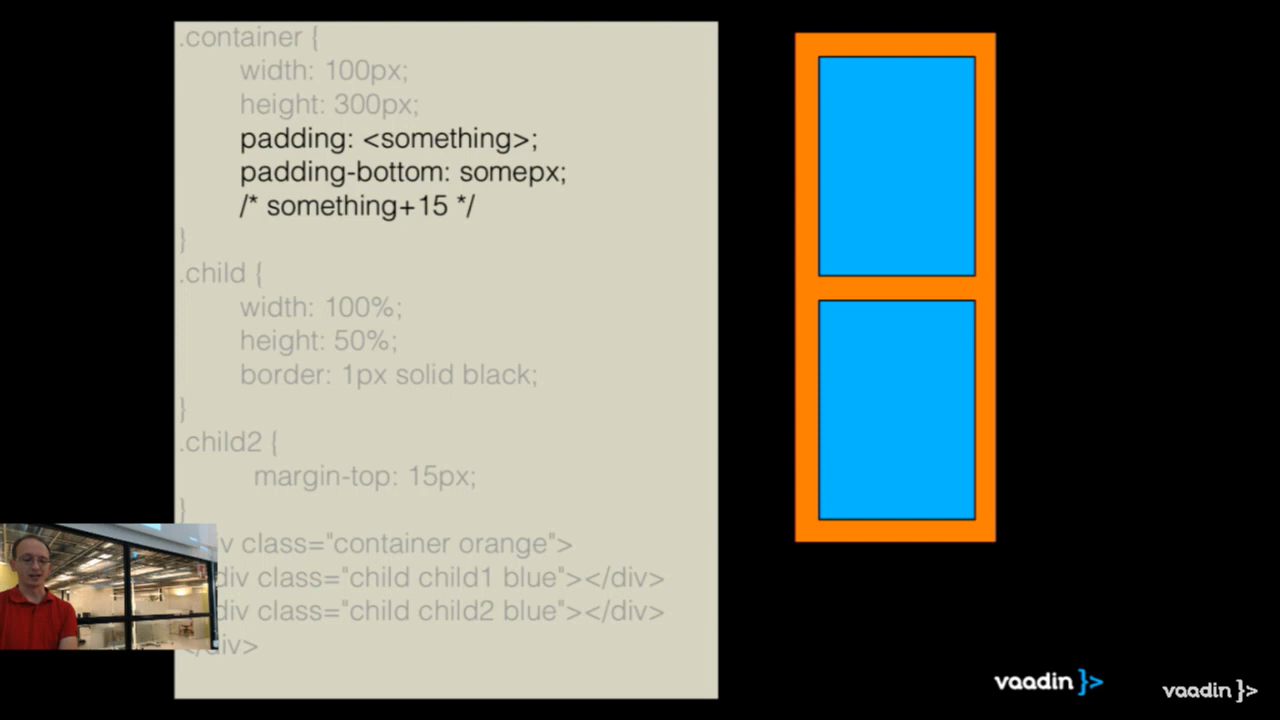 .container {
width: 100px;
height: 300px;
padding: <something>;
padding-bottom: somepx;
/* something+15 */
}
.child {
width: 100%;
height: 50%;
border: 1px solid black;
}
.child2 {
margin-top: 15px;
}
v class="container orange">
div class="child child1 blue"></div>
div class="child child2 blue"></div>
</div>
vaadin }>
vaadin }>